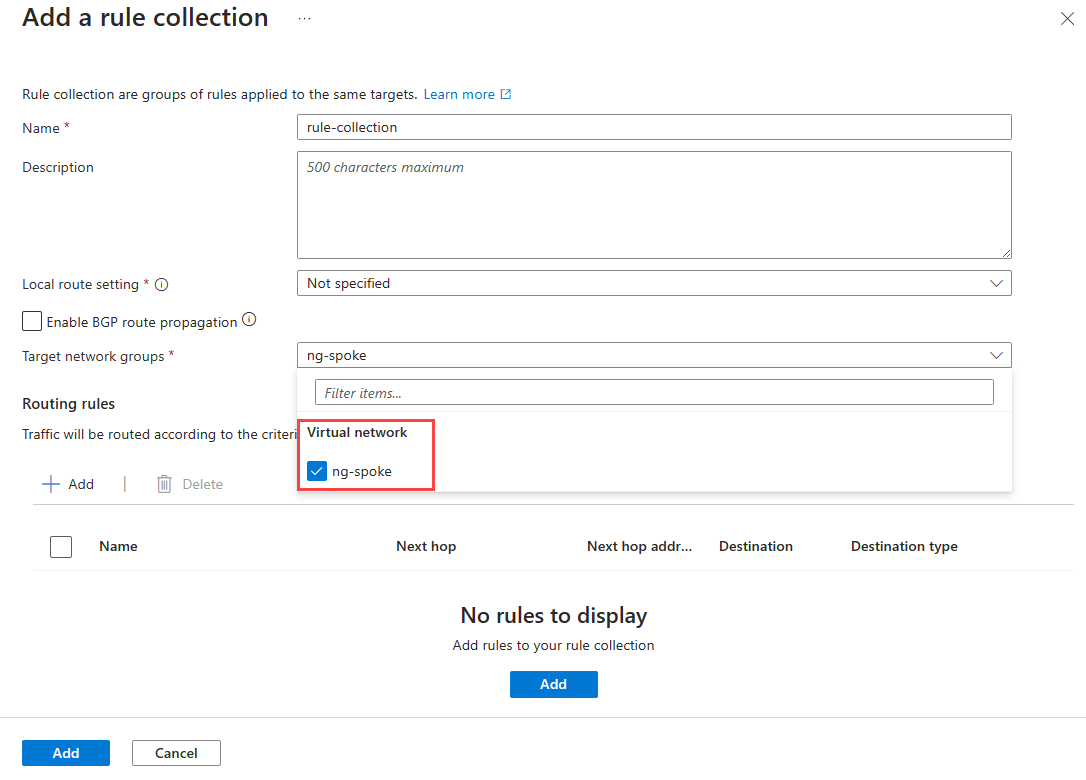 Add a rule collection ...
Rule collection are groups of rules applied to the same targets. Learn more
Name *
rule-collection
Description
500 characters maximum
Local route setting *
Not specified
Enable BGP route propagation
Target network groups *
ng-spoke
Filter items...
Routing rules
Virtual network
Traffic will be routed according to the criteri
ng-spoke
Add | Delete
Name Next hop Next hop addr... Destination Destination type
No rules to display
Add rules to your rule collection
Add
Add Cancel